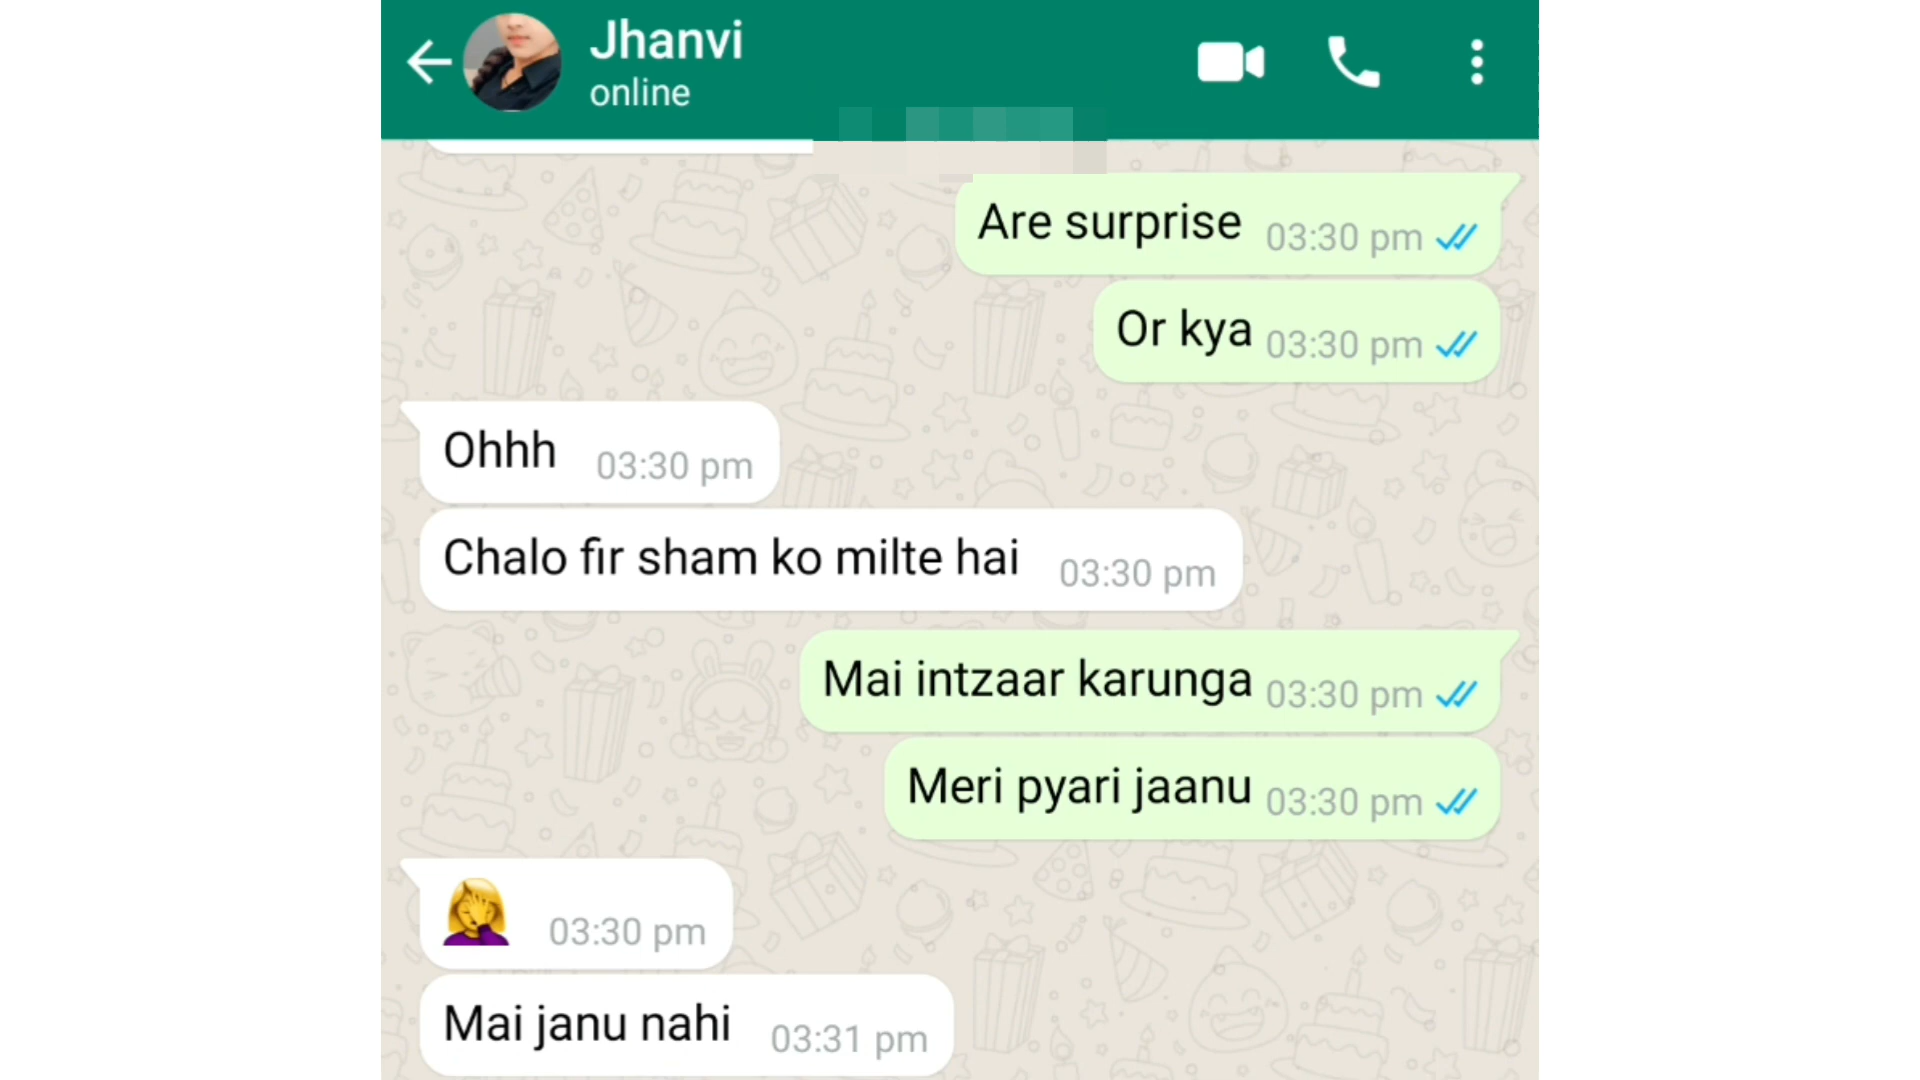 Jhanvi
online
Are surprise 03:30 pm
Or kya 03:30 pm
Ohhh 03:30 pm
Chalo fir sham ko milte hai 03:30 pm
Mai intzaar karunga 03:30 pm
Meri pyari jaanu 03:30 pm
03:30 pm
Mai janu nahi 03:31 pm